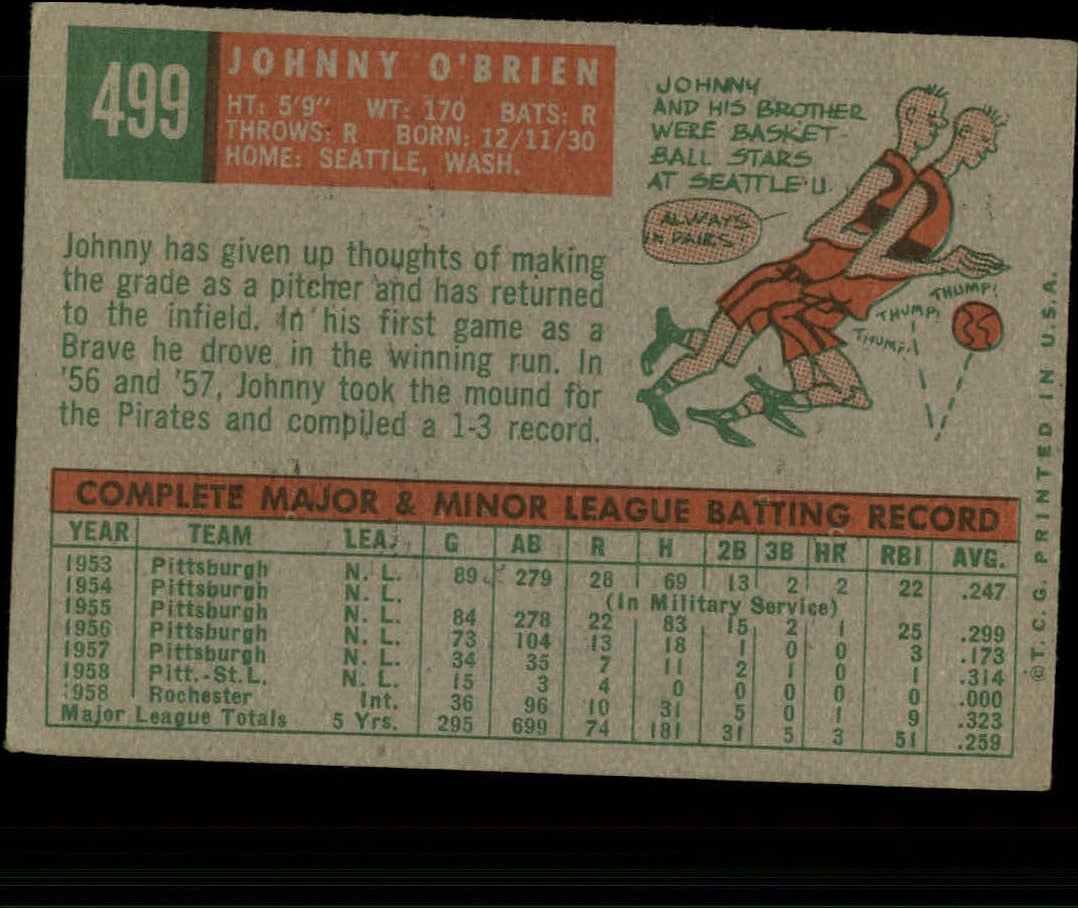 499
JOHNNY O'BRIEN
HT: 5'9" WT: 170 BATS: R
THROWS: R BORN: 12/11/30
HOME: SEATTLE, WASH.
JOHNNY
AND HIS BROTHER
WERE BASKET-
BALL STARS
AT SEATTLE U.
ALWAYS
IN PAIRS
THUMP!
THUMP!
THUMP!
Johnny has given up thoughts of making
the grade as a pitcher and has returned
to the infield. In his first game as a
Brave he drove in the winning run. In
'56 and '57, Johnny took the mound for
the Pirates and compiled a 1-3 record.
COMPLETE MAJOR & MINOR LEAGUE BATTING RECORD
YEAR TEAM LEA. G AB R H 2B 3B HR RBI AVG.
1953 Pittsburgh N. L. 89 279 28 69 13 2 2 22 .247
1954 Pittsburgh N. L. (In Military Service)
1955 Pittsburgh N. L. 84 278 22 83 15 2 1 25 .299
1956 Pittsburgh N. L. 73 104 13 18 1 0 0 3 .173
1957 Pittsburgh N. L. 34 35 7 11 2 1 0 1 .314
1958 Pitt.-St.L. N. L. 15 3 4 0 0 0 0 0 .000
1958 Rochester Int. 36 96 10 31 5 0 1 9 .323
Major League Totals 5 Yrs. 295 699 74 181 31 5 3 51 .259
©T. C. G. PRINTED IN U.S.A.